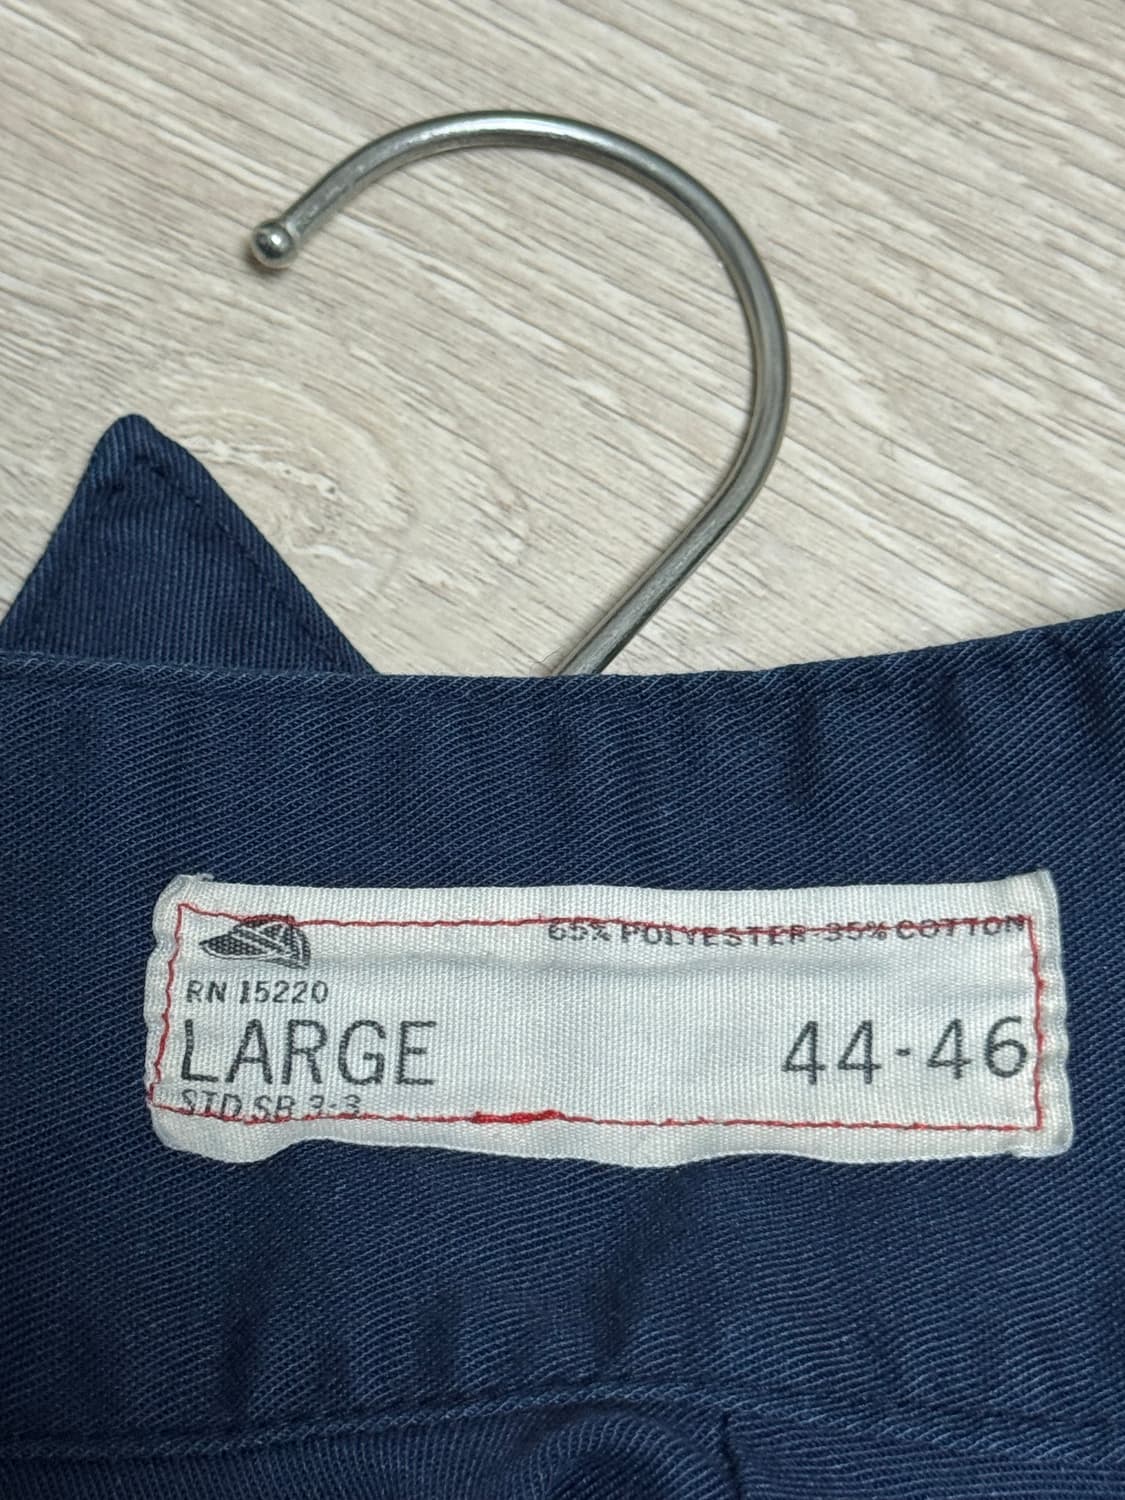 65% POLYESTER 35% COTTON
RN 15220
LARGE 44-46
STD SB 3-3